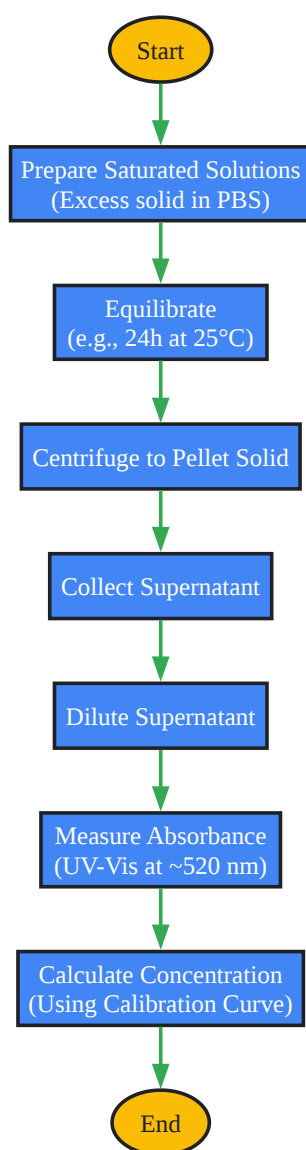 Start
Prepare Saturated Solutions
(Excess solid in PBS)
Equilibrate
(e.g., 24h at 25°C)
Centrifuge to Pellet Solid
Collect Supernatant
Dilute Supernatant
Measure Absorbance
(UV-Vis at ~520 nm)
Calculate Concentration
(Using Calibration Curve)
End